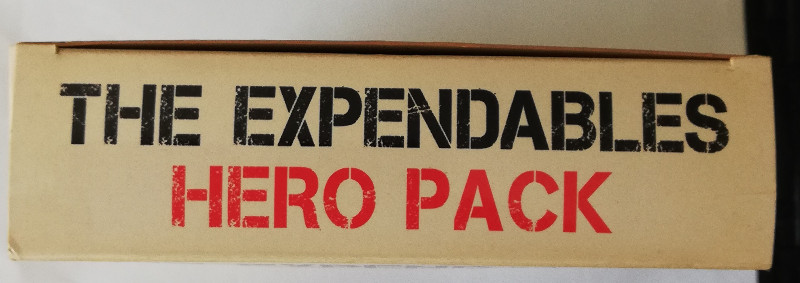 THE EXPENDABLES
HERO PACK